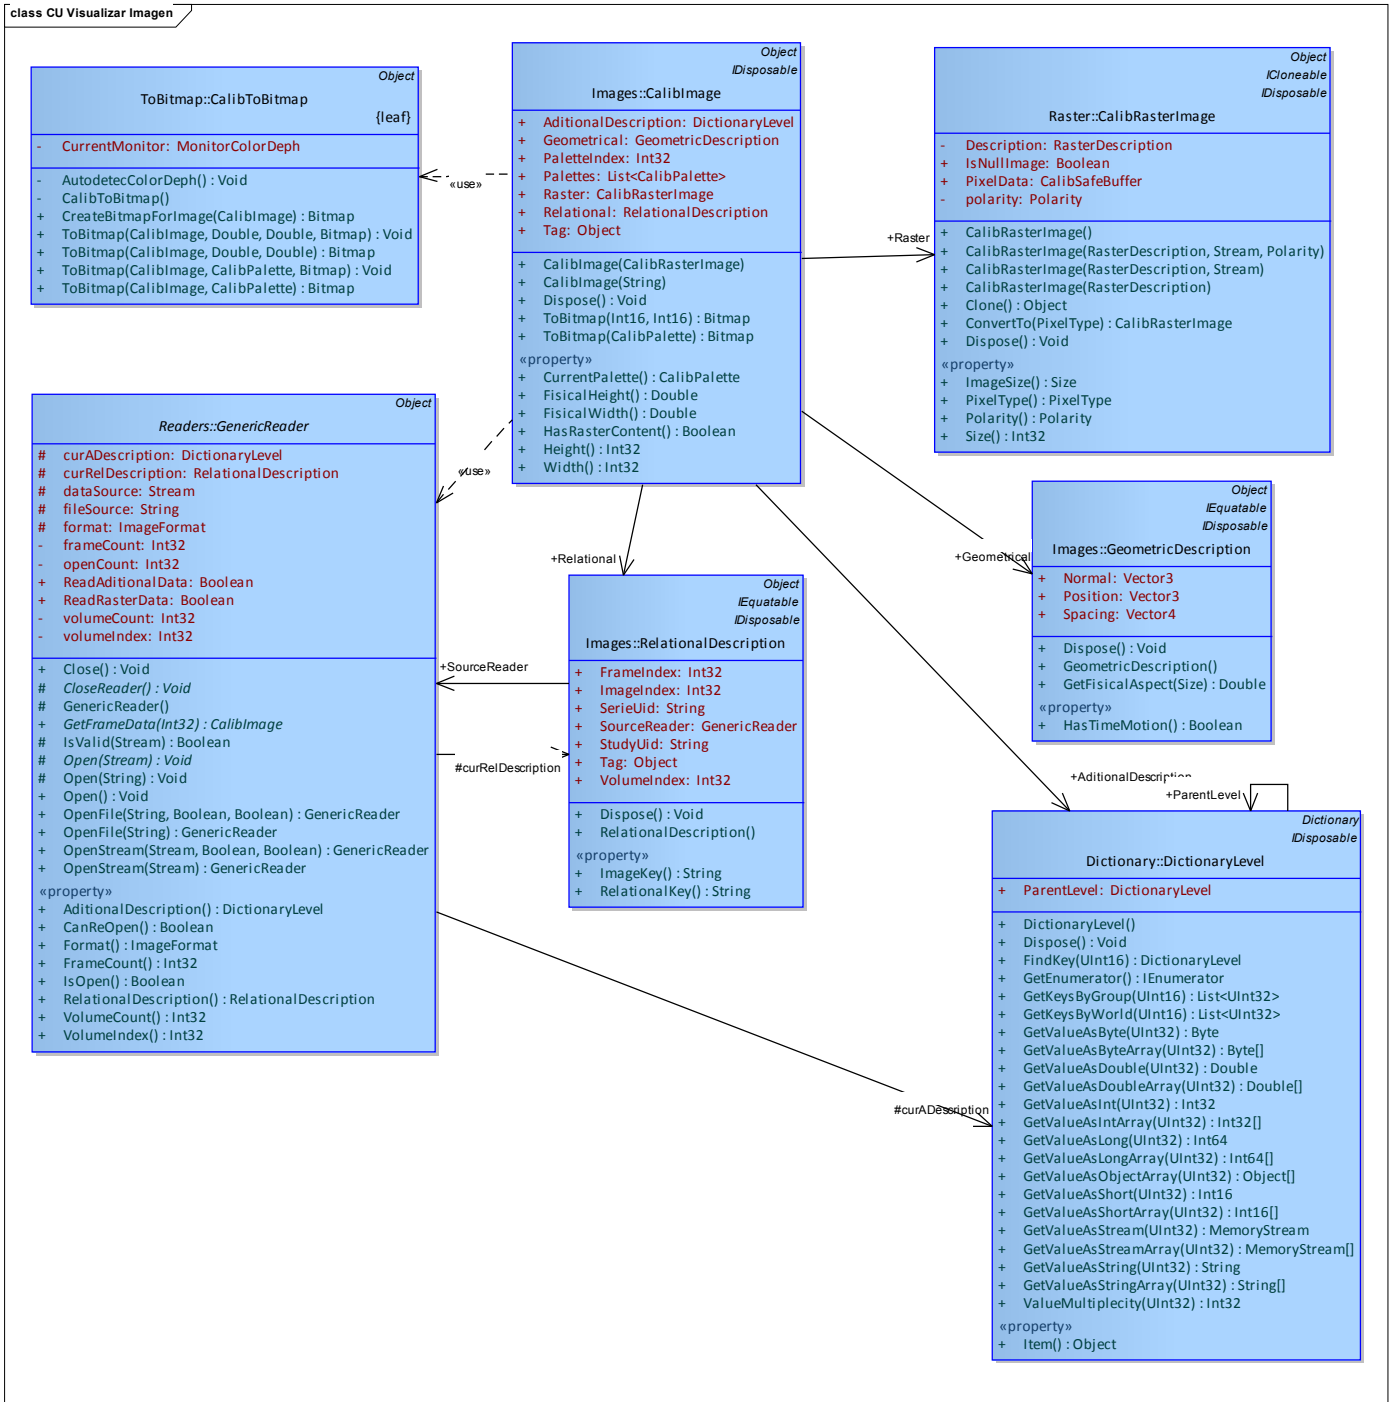 class CU Visualizar Imagen
Object
ToBitmap::CalibToBitmap
{leaf}
- CurrentMonitor: MonitorColorDeph
- AutodetecColorDeph() : Void
- CalibToBitmap()
+ CreateBitmapForImage(CalibImage) : Bitmap
+ ToBitmap(CalibImage, Double, Double, Bitmap) : Void
+ ToBitmap(CalibImage, Double, Double) : Bitmap
+ ToBitmap(CalibImage, CalibPalette, Bitmap) : Void
+ ToBitmap(CalibImage, CalibPalette) : Bitmap
«use»
Object
IDisposable
Images::CalibImage
+ AditionalDescription: DictionaryLevel
+ Geometrical: GeometricDescription
+ PaletteIndex: Int32
+ Palettes: List<CalibPalette>
+ Raster: CalibRasterImage
+ Relational: RelationalDescription
+ Tag: Object
+ CalibImage(CalibRasterImage)
+ CalibImage(String)
+ Dispose() : Void
+ ToBitmap(Int16, Int16) : Bitmap
+ ToBitmap(CalibPalette) : Bitmap
«property»
+ CurrentPalette() : CalibPalette
+ FisicalHeight() : Double
+ FisicalWidth() : Double
+ HasRasterContent() : Boolean
+ Height() : Int32
+ Width() : Int32
+Raster
Object
ICloneable
IDisposable
Raster::CalibRasterImage
- Description: RasterDescription
+ IsNullImage: Boolean
+ PixelData: CalibSafeBuffer
- polarity: Polarity
+ CalibRasterImage()
+ CalibRasterImage(RasterDescription, Stream, Polarity)
+ CalibRasterImage(RasterDescription, Stream)
+ CalibRasterImage(RasterDescription)
+ Clone() : Object
+ ConvertTo(PixelType) : CalibRasterImage
+ Dispose() : Void
«property»
+ ImageSize() : Size
+ PixelType() : PixelType
+ Polarity() : Polarity
+ Size() : Int32
Object
Readers::GenericReader
# curADescription: DictionaryLevel
# curRelDescription: RelationalDescription
# dataSource: Stream
# fileSource: String
# format: ImageFormat
- frameCount: Int32
- openCount: Int32
+ ReadAditionalData: Boolean
+ ReadRasterData: Boolean
- volumeCount: Int32
- volumeIndex: Int32
+ Close() : Void
# CloseReader() : Void
# GenericReader()
+ GetFrameData(Int32) : CalibImage
# IsValid(Stream) : Boolean
# Open(Stream) : Void
# Open(String) : Void
+ Open() : Void
+ OpenFile(String, Boolean, Boolean) : GenericReader
+ OpenFile(String) : GenericReader
+ OpenStream(Stream, Boolean, Boolean) : GenericReader
+ OpenStream(Stream) : GenericReader
«property»
+ AditionalDescription() : DictionaryLevel
+ CanReOpen() : Boolean
+ Format() : ImageFormat
+ FrameCount() : Int32
+ IsOpen() : Boolean
+ RelationalDescription() : RelationalDescription
+ VolumeCount() : Int32
+ VolumeIndex() : Int32
«use»
+Relational
+SourceReader
#curRelDescription
Object
IEquatable
IDisposable
Images::RelationalDescription
+ FrameIndex: Int32
+ ImageIndex: Int32
+ SerieUid: String
+ SourceReader: GenericReader
+ StudyUid: String
+ Tag: Object
+ VolumeIndex: Int32
+ Dispose() : Void
+ RelationalDescription()
«property»
+ ImageKey() : String
+ RelationalKey() : String
+Geometrical
Object
IEquatable
IDisposable
Images::GeometricDescription
+ Normal: Vector3
+ Position: Vector3
+ Spacing: Vector4
+ Dispose() : Void
+ GeometricDescription()
+ GetFisicalAspect(Size) : Double
«property»
+ HasTimeMotion() : Boolean
+AditionalDescription
+ParentLevel
#curADescription
Dictionary
IDisposable
Dictionary::DictionaryLevel
+ ParentLevel: DictionaryLevel
+ DictionaryLevel()
+ Dispose() : Void
+ FindKey(UInt16) : DictionaryLevel
+ GetEnumerator() : IEnumerator
+ GetKeysByGroup(UInt16) : List<UInt32>
+ GetKeysByWorld(UInt16) : List<UInt32>
+ GetValueAsByte(UInt32) : Byte
+ GetValueAsByteArray(UInt32) : Byte[]
+ GetValueAsDouble(UInt32) : Double
+ GetValueAsDoubleArray(UInt32) : Double[]
+ GetValueAsInt(UInt32) : Int32
+ GetValueAsIntArray(UInt32) : Int32[]
+ GetValueAsLong(UInt32) : Int64
+ GetValueAsLongArray(UInt32) : Int64[]
+ GetValueAsObjectArray(UInt32) : Object[]
+ GetValueAsShort(UInt32) : Int16
+ GetValueAsShortArray(UInt32) : Int16[]
+ GetValueAsStream(UInt32) : MemoryStream
+ GetValueAsStreamArray(UInt32) : MemoryStream[]
+ GetValueAsString(UInt32) : String
+ GetValueAsStringArray(UInt32) : String[]
+ ValueMultiplecity(UInt32) : Int32
«property»
+ Item() : Object